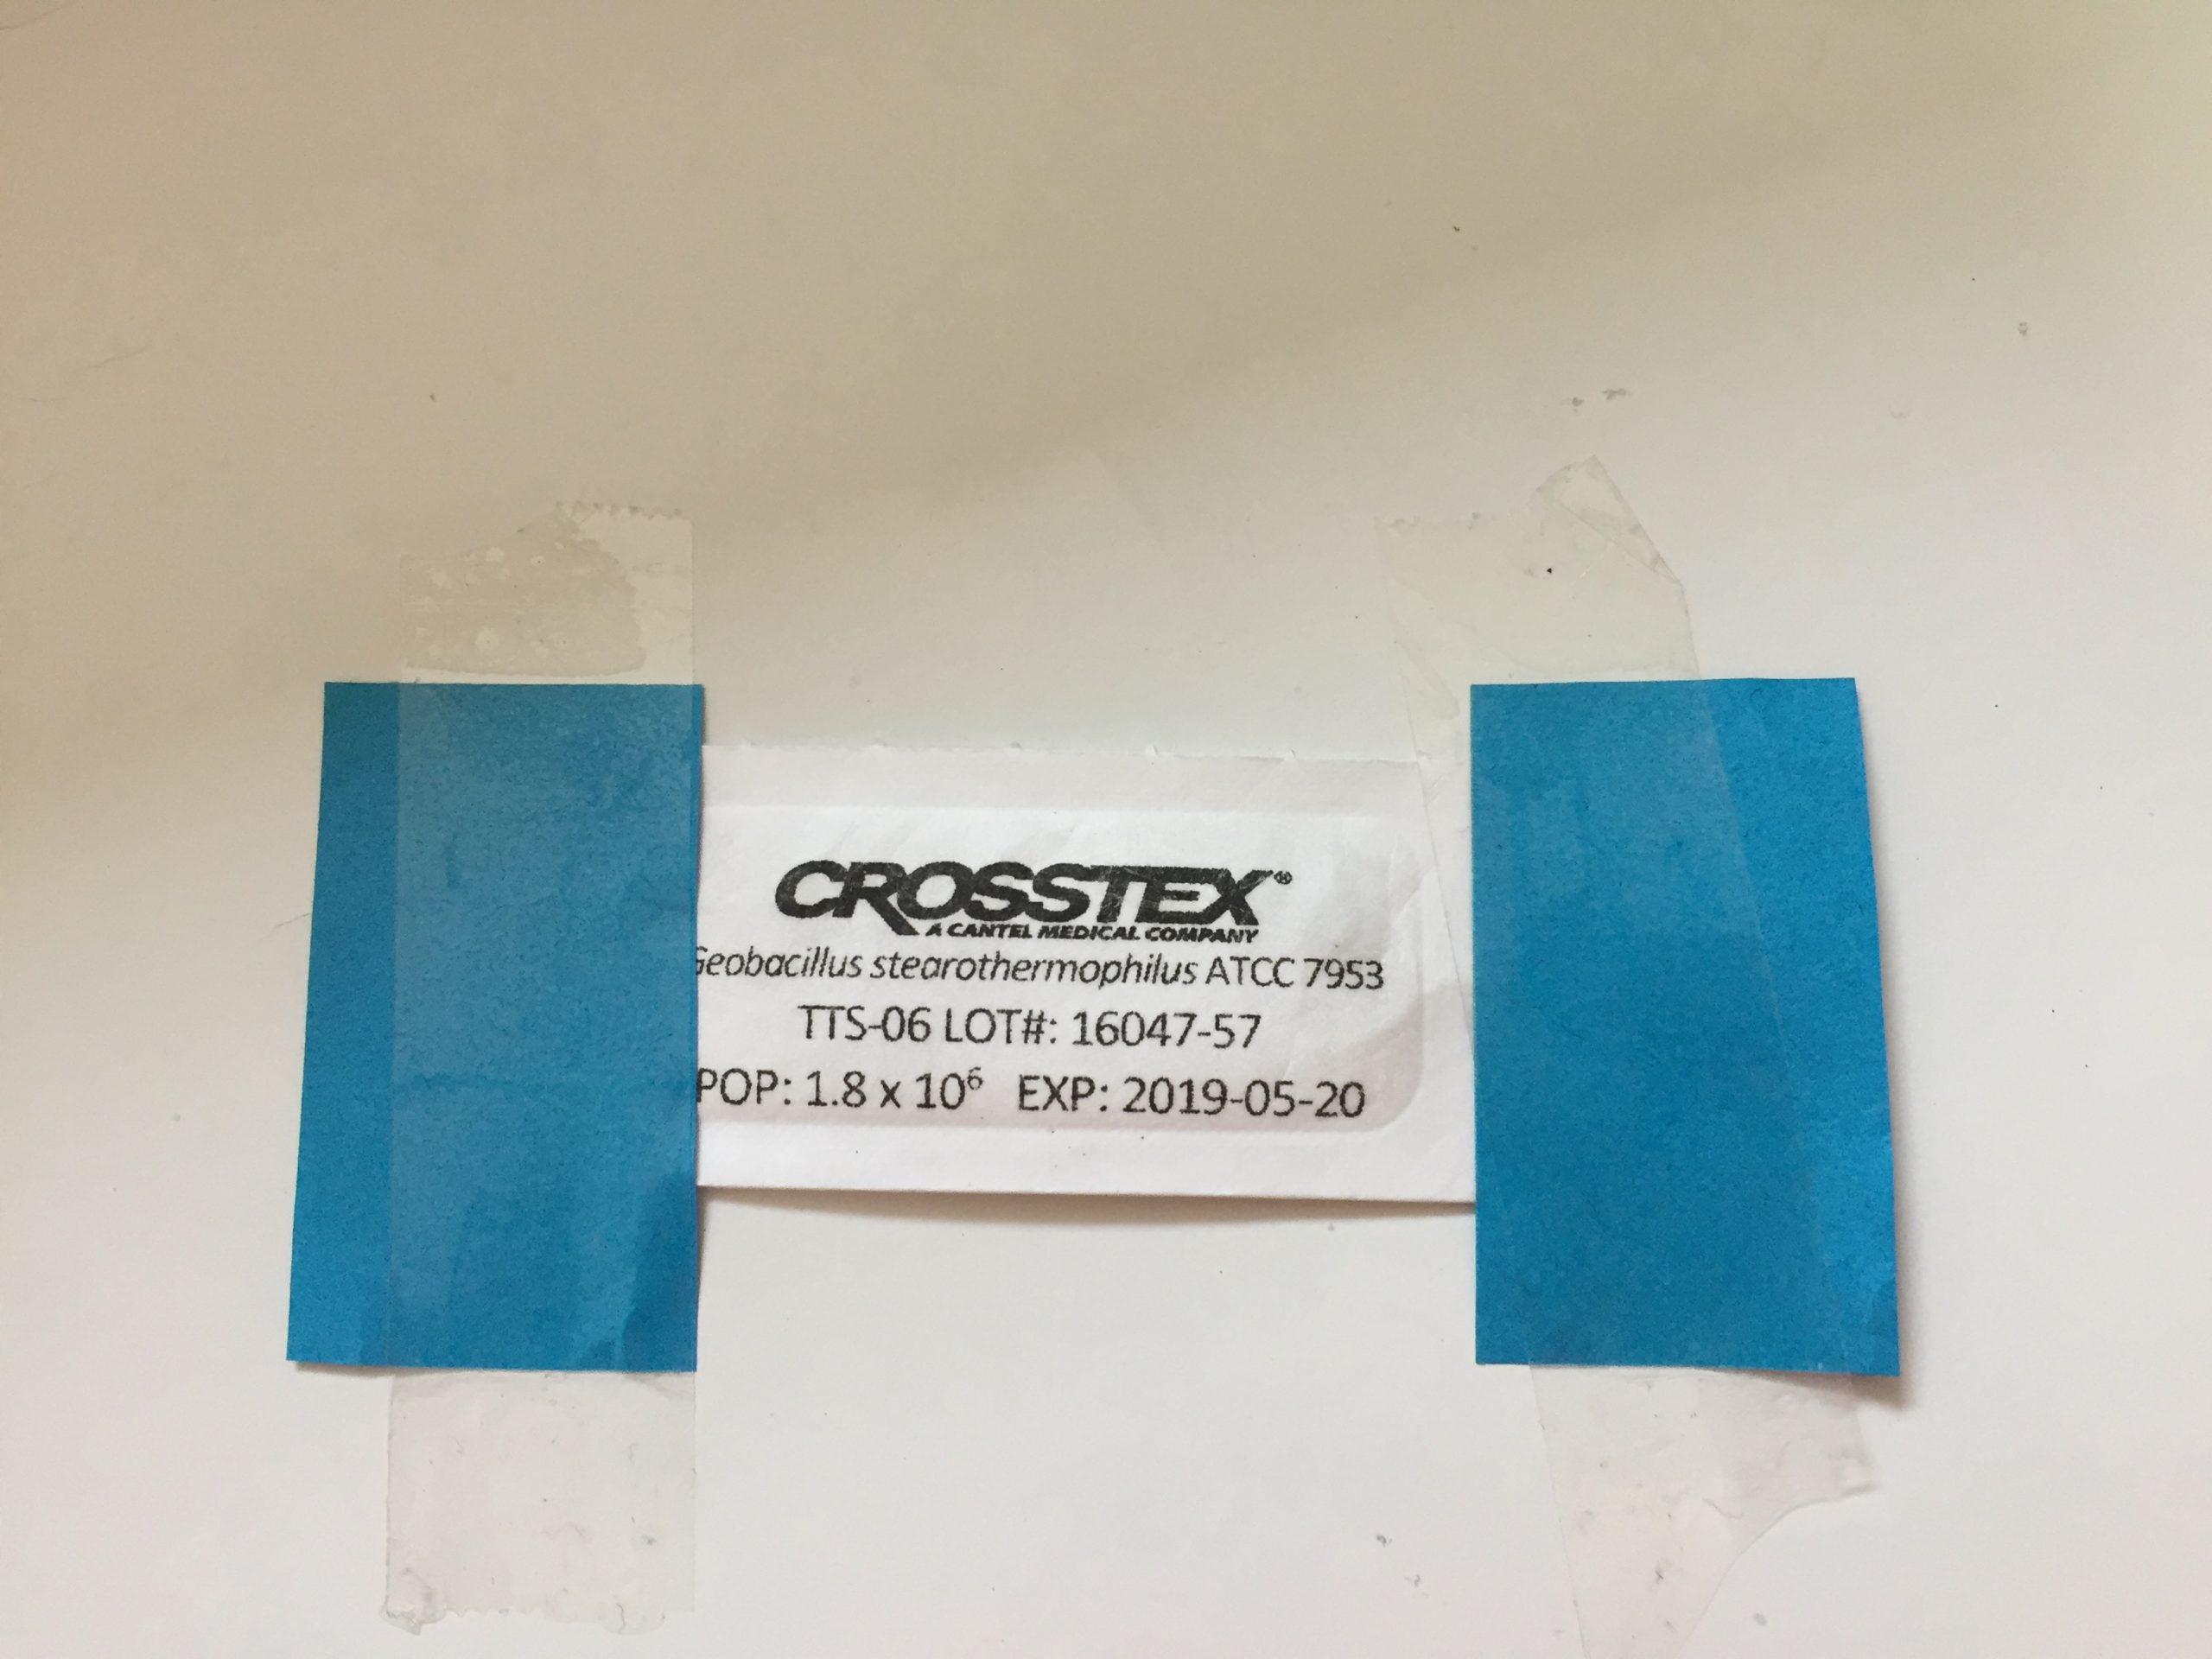 CROSSTEX®
A CANTEL MEDICAL COMPANY
Geobacillus stearothermophilus ATCC 7953
TTS-06 LOT#: 16047-57
POP: 1.8 x 10⁶ EXP: 2019-05-20